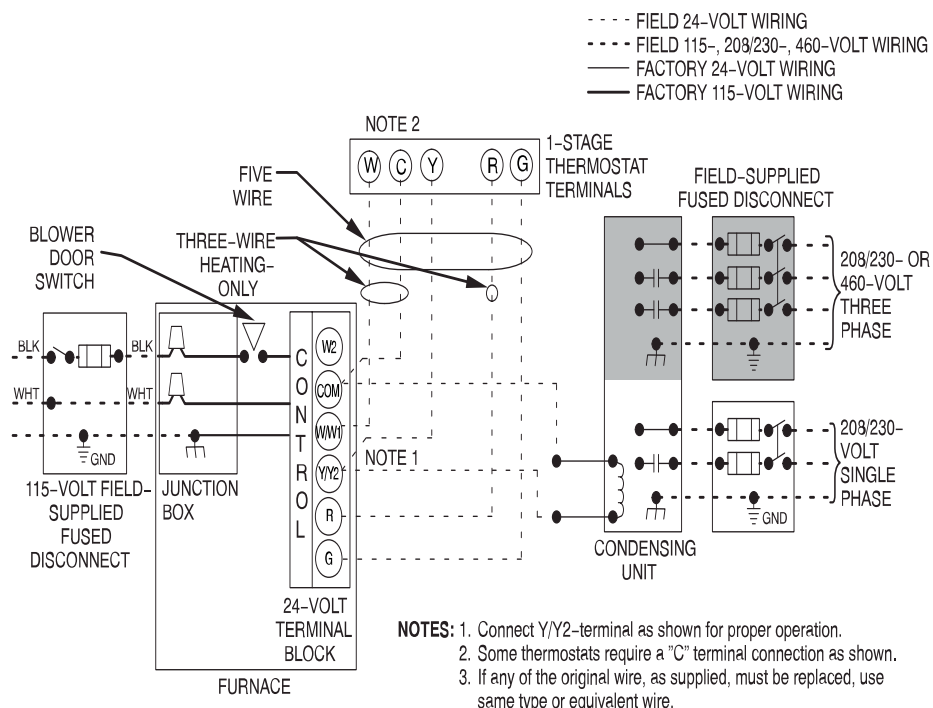 FIELD 24-VOLT WIRING
FIELD 115-, 208/230-, 460-VOLT WIRING
FACTORY 24-VOLT WIRING
FACTORY 115-VOLT WIRING
NOTE 2
W C Y R G
1-STAGE
THERMOSTAT
TERMINALS
FIVE
WIRE
THREE-WIRE
HEATING-
ONLY
BLOWER
DOOR
SWITCH
FIELD-SUPPLIED
FUSED DISCONNECT
208/230- OR
460-VOLT
THREE
PHASE
BLK
BLK
WHT
WHT
GND
C
O
N
T
R
O
L
W2
COM
W/W1
Y/Y2
R
G
NOTE 1
115-VOLT FIELD-
SUPPLIED
FUSED
DISCONNECT
JUNCTION
BOX
24-VOLT
TERMINAL
BLOCK
FURNACE
208/230-
VOLT
SINGLE
PHASE
GND
CONDENSING
UNIT
NOTES: 1. Connect Y/Y2-terminal as shown for proper operation.
2. Some thermostats require a "C" terminal connection as shown.
3. If any of the original wire, as supplied, must be replaced, use
same type or equivalent wire.